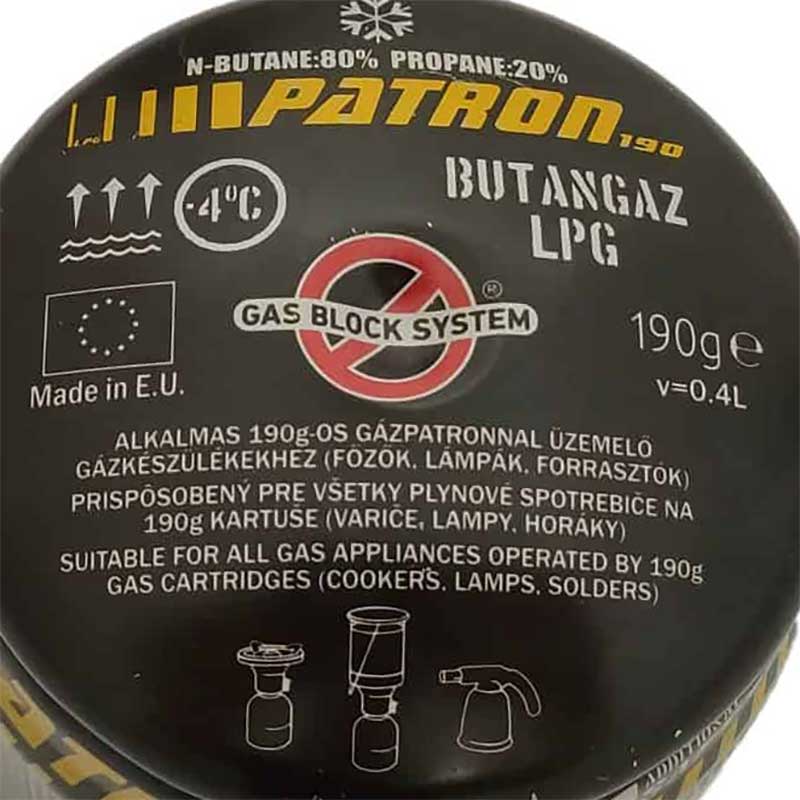 N-BUTANE:80% PROPANE:20%
PATRON 190
-4°C
BUTANGAZ
LPG
GAS BLOCK SYSTEM®
190g ℮
v=0.4L
Made in E.U.
ALKALMAS 190g-OS GÁZPATRONNAL ÜZEMELŐ
GÁZKÉSZÜLÉKEKHEZ (FŐZŐK, LÁMPÁK, FORRASZTÓK)
PRISPÔSOBENÝ PRE VŠETKY PLYNOVÉ SPOTREBIČE NA
190g KARTUŠE (VARIČE, LAMPY, HORÁKY)
SUITABLE FOR ALL GAS APPLIANCES OPERATED BY 190g
GAS CARTRIDGES (COOKERS, LAMPS, SOLDERS)